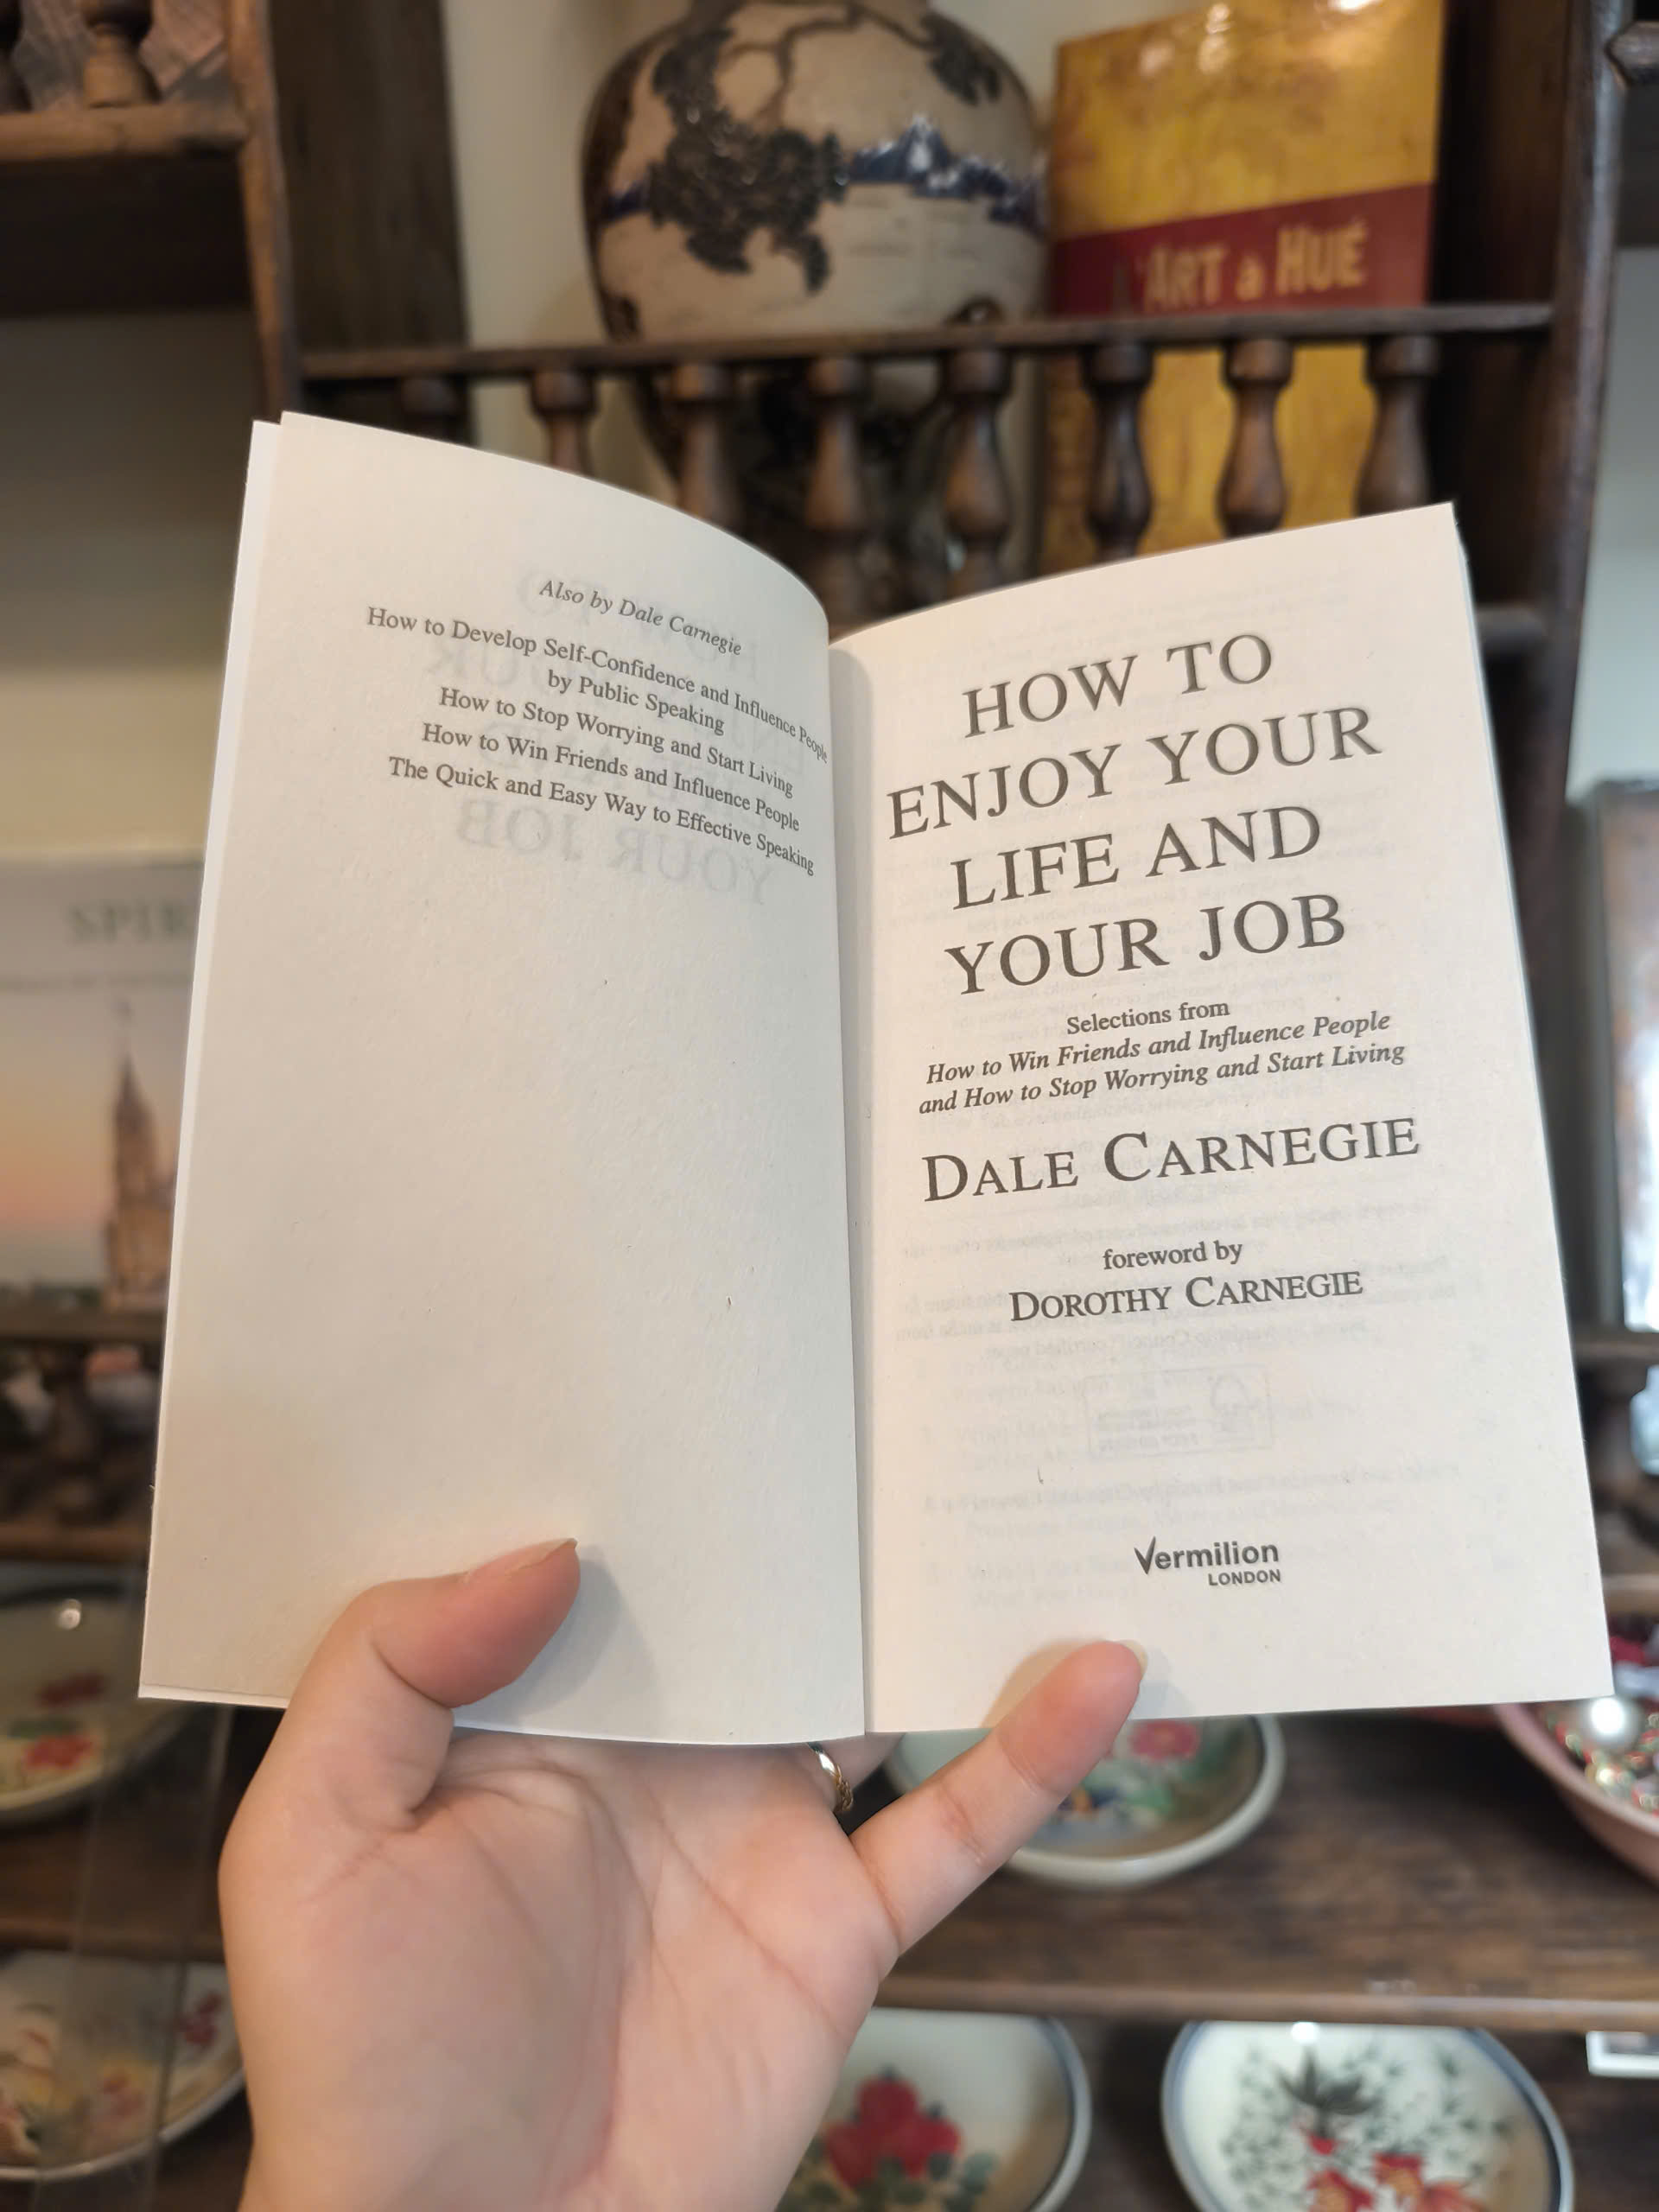 L'ART à HUÉ
Also by Dale Carnegie
How to Develop Self-Confidence and Influence People
by Public Speaking
How to Stop Worrying and Start Living
How to Win Friends and Influence People
The Quick and Easy Way to Effective Speaking
HOW TO
ENJOY YOUR
LIFE AND
YOUR JOB
Selections from
How to Win Friends and Influence People
and How to Stop Worrying and Start Living
DALE CARNEGIE
foreword by
DOROTHY CARNEGIE
Vermilion
LONDON
SPIR